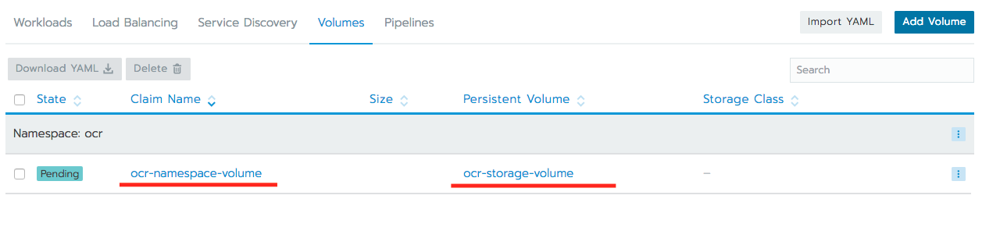 Workloads Load Balancing Service Discovery Volumes Pipelines Import YAML Add Volume
Download YAML Delete Search
State Claim Name Size Persistent Volume Storage Class
Namespace: ocr
Pending ocr-namespace-volume ocr-storage-volume –